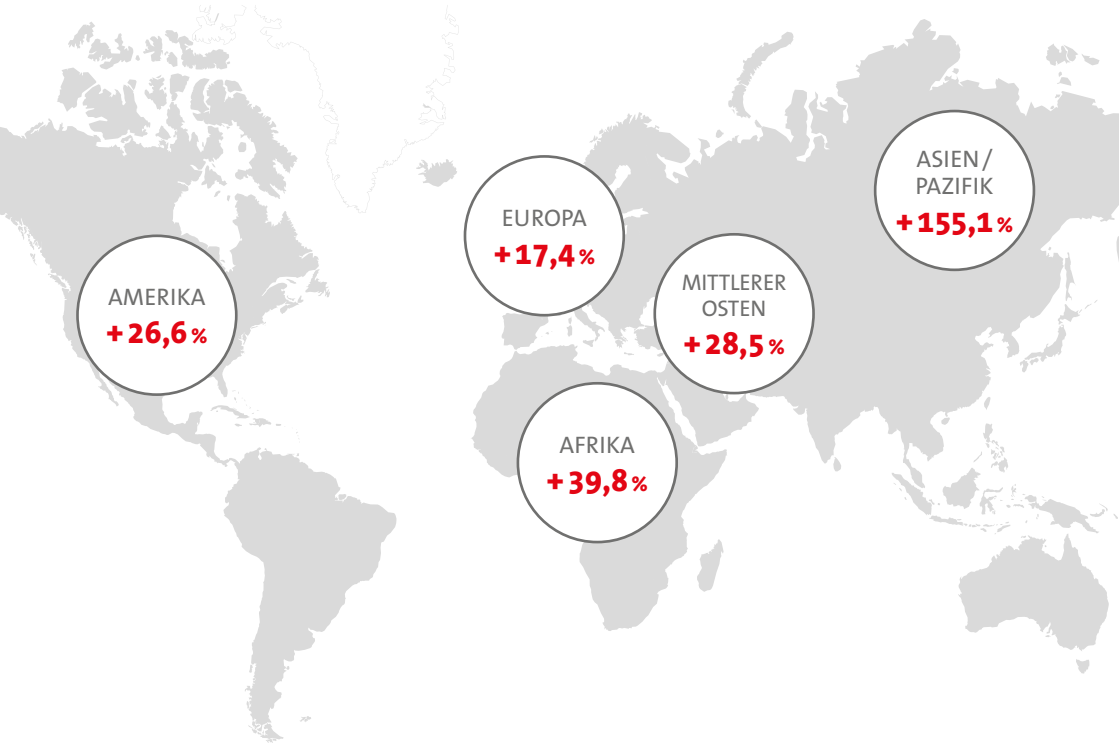 ASIEN/
PAZIFIK
+155,1%
EUROPA
+17,4%
MITTLERER
OSTEN
+28,5%
AMERIKA
+26,6%
AFRIKA
+39,8%